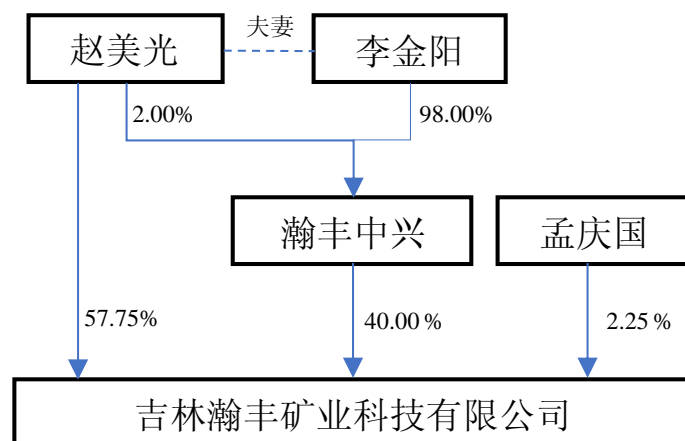 夫妻
赵美光
李金阳
2.00%
98.00%
瀚丰中兴
孟庆国
57.75%
40.00%
2.25%
吉林瀚丰矿业科技有限公司